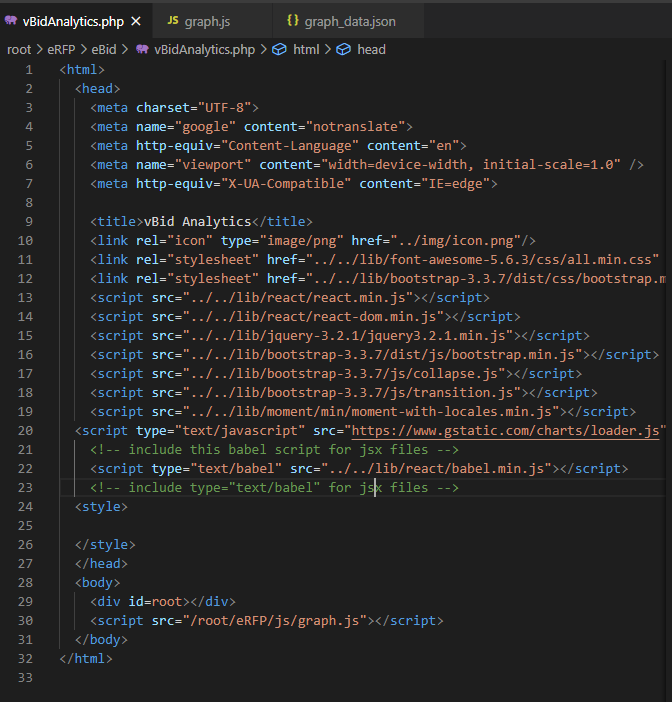 vBidAnalytics.php × JS graph.js {} graph_data.json
root > eRFP > eBid > vBidAnalytics.php > html > head
1 <html>
2 <head>
3 <meta charset="UTF-8">
4 <meta name="google" content="notranslate">
5 <meta http-equiv="Content-Language" content="en">
6 <meta name="viewport" content="width=device-width, initial-scale=1.0" />
7 <meta http-equiv="X-UA-Compatible" content="IE=edge">
8
9 <title>vBid Analytics</title>
10 <link rel="icon" type="image/png" href="../img/icon.png"/>
11 <link rel="stylesheet" href="../../lib/font-awesome-5.6.3/css/all.min.css"
12 <link rel="stylesheet" href="../../lib/bootstrap-3.3.7/dist/css/bootstrap.m
13 <script src="../../lib/react/react.min.js"></script>
14 <script src="../../lib/react/react-dom.min.js"></script>
15 <script src="../../lib/jquery-3.2.1/jquery3.2.1.min.js"></script>
16 <script src="../../lib/bootstrap-3.3.7/dist/js/bootstrap.min.js"></script>
17 <script src="../../lib/bootstrap-3.3.7/js/collapse.js"></script>
18 <script src="../../lib/bootstrap-3.3.7/js/transition.js"></script>
19 <script src="../../lib/moment/min/moment-with-locales.min.js"></script>
20 <script type="text/javascript" src="https://www.gstatic.com/charts/loader.js"
21 <!-- include this babel script for jsx files -->
22 <script type="text/babel" src="../../lib/react/babel.min.js"></script>
23 <!-- include type="text/babel" for jsx files -->
24 <style>
25
26 </style>
27 </head>
28 <body>
29 <div id=root></div>
30 <script src="/root/eRFP/js/graph.js"></script>
31 </body>
32 </html>
33